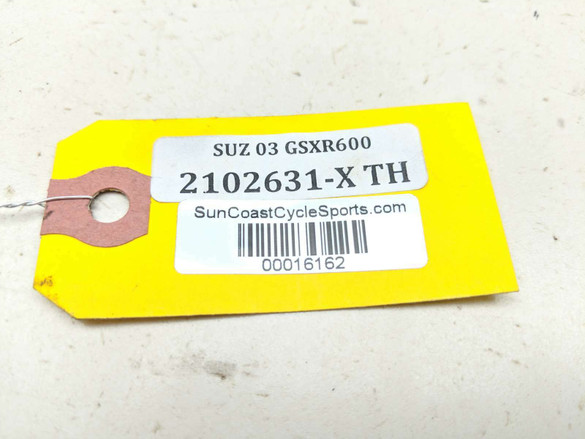 SUZ 03 GSXR600
2102631-X TH
SunCoastCycleSports.com
00016162